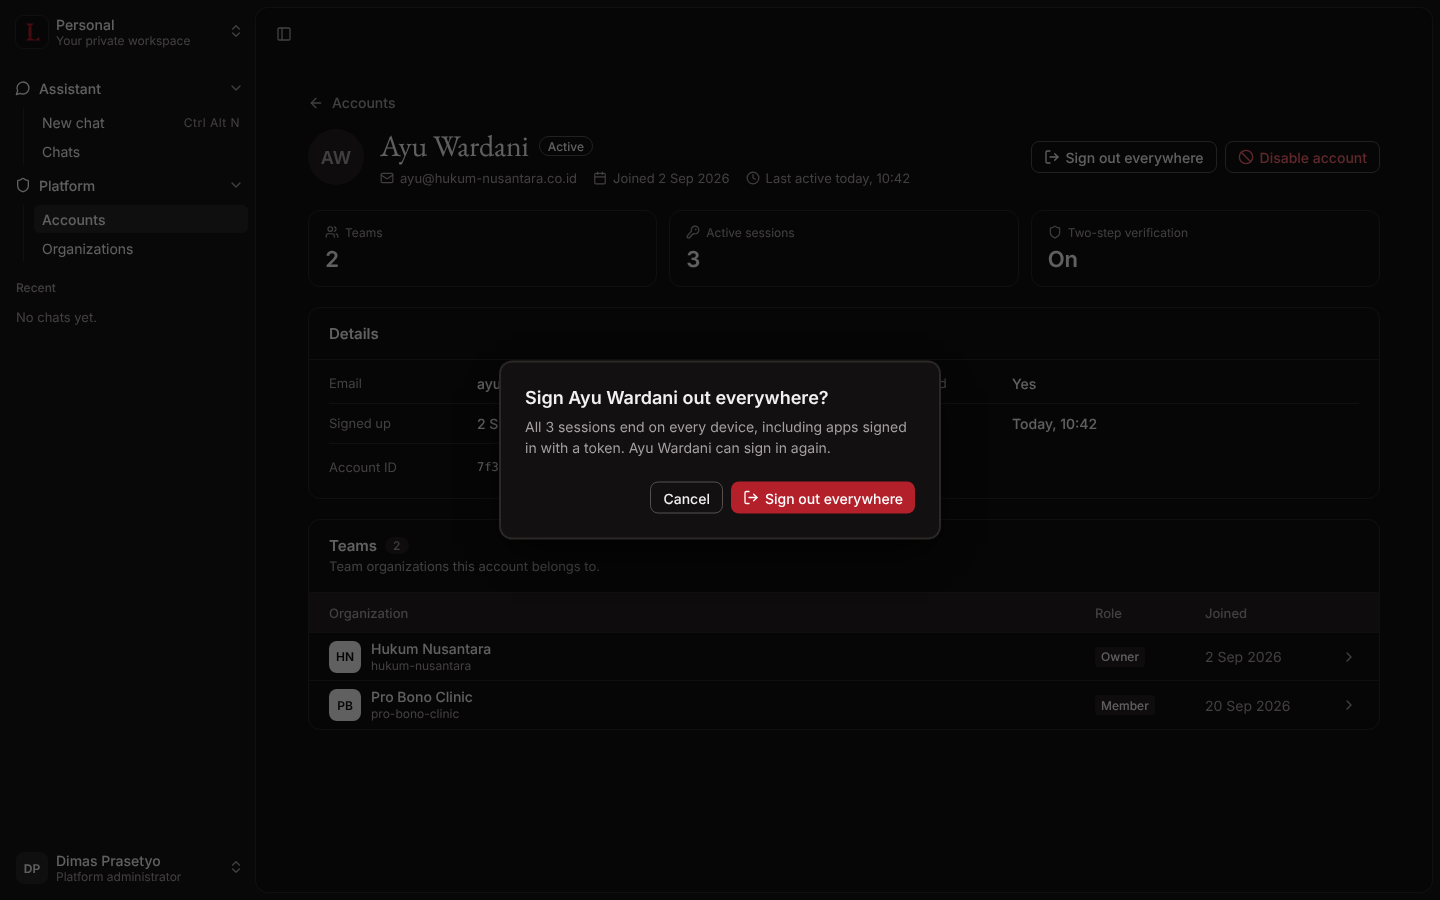 L
Personal
Your private workspace
Assistant
New chat Ctrl Alt N
Chats
Platform
Accounts
Organizations
Recent
No chats yet.
Dimas Prasetyo
DP
Platform administrator
Accounts
AW
Ayu Wardani Active
ayu@hukum-nusantara.co.id Joined 2 Sep 2026 Last active today, 10:42
Sign out everywhere Disable account
Teams
2
Active sessions
3
Two-step verification
On
Details
Email ayu Yes
Signed up 2 S Today, 10:42
Account ID 7f3
Sign Ayu Wardani out everywhere?
All 3 sessions end on every device, including apps signed
in with a token. Ayu Wardani can sign in again.
Cancel Sign out everywhere
Teams 2
Team organizations this account belongs to.
Organization Role Joined
HN Hukum Nusantara Owner 2 Sep 2026
hukum-nusantara
PB Pro Bono Clinic Member 20 Sep 2026
pro-bono-clinic